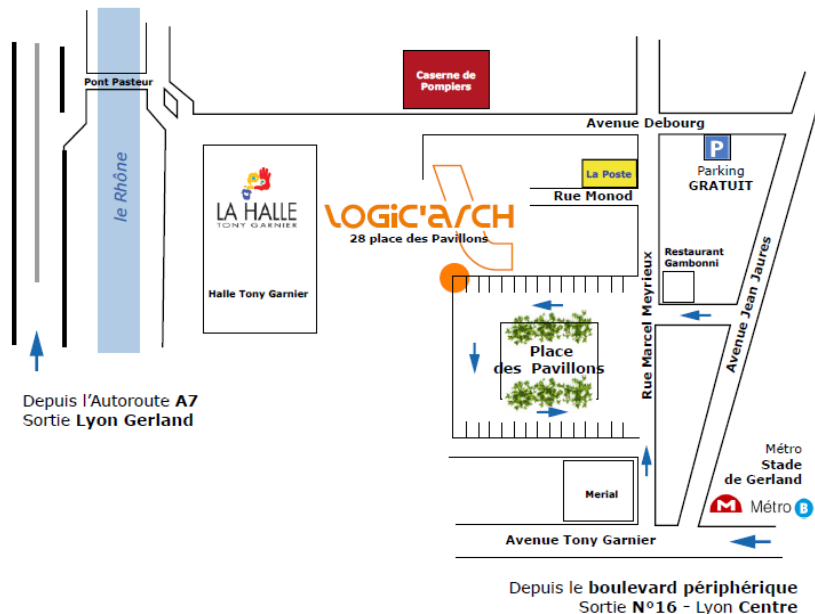 Caserne de
Pompiers
Pont Pasteur
Avenue Debourg
P
Parking
GRATUIT
La Poste
Rue Monod
le Rhône
LA HALLE
TONY GARNIER
LOGIC'ARCH
28 place des Pavillons
Restaurant
Gambonni
Halle Tony Garnier
Rue Marcel Meyrieux
Avenue Jean Jaures
Place
des Pavillons
Depuis l'Autoroute A7
Sortie Lyon Gerland
Métro
Stade
de Gerland
M Métro B
Merial
Avenue Tony Garnier
Depuis le boulevard périphérique
Sortie N°16 - Lyon Centre